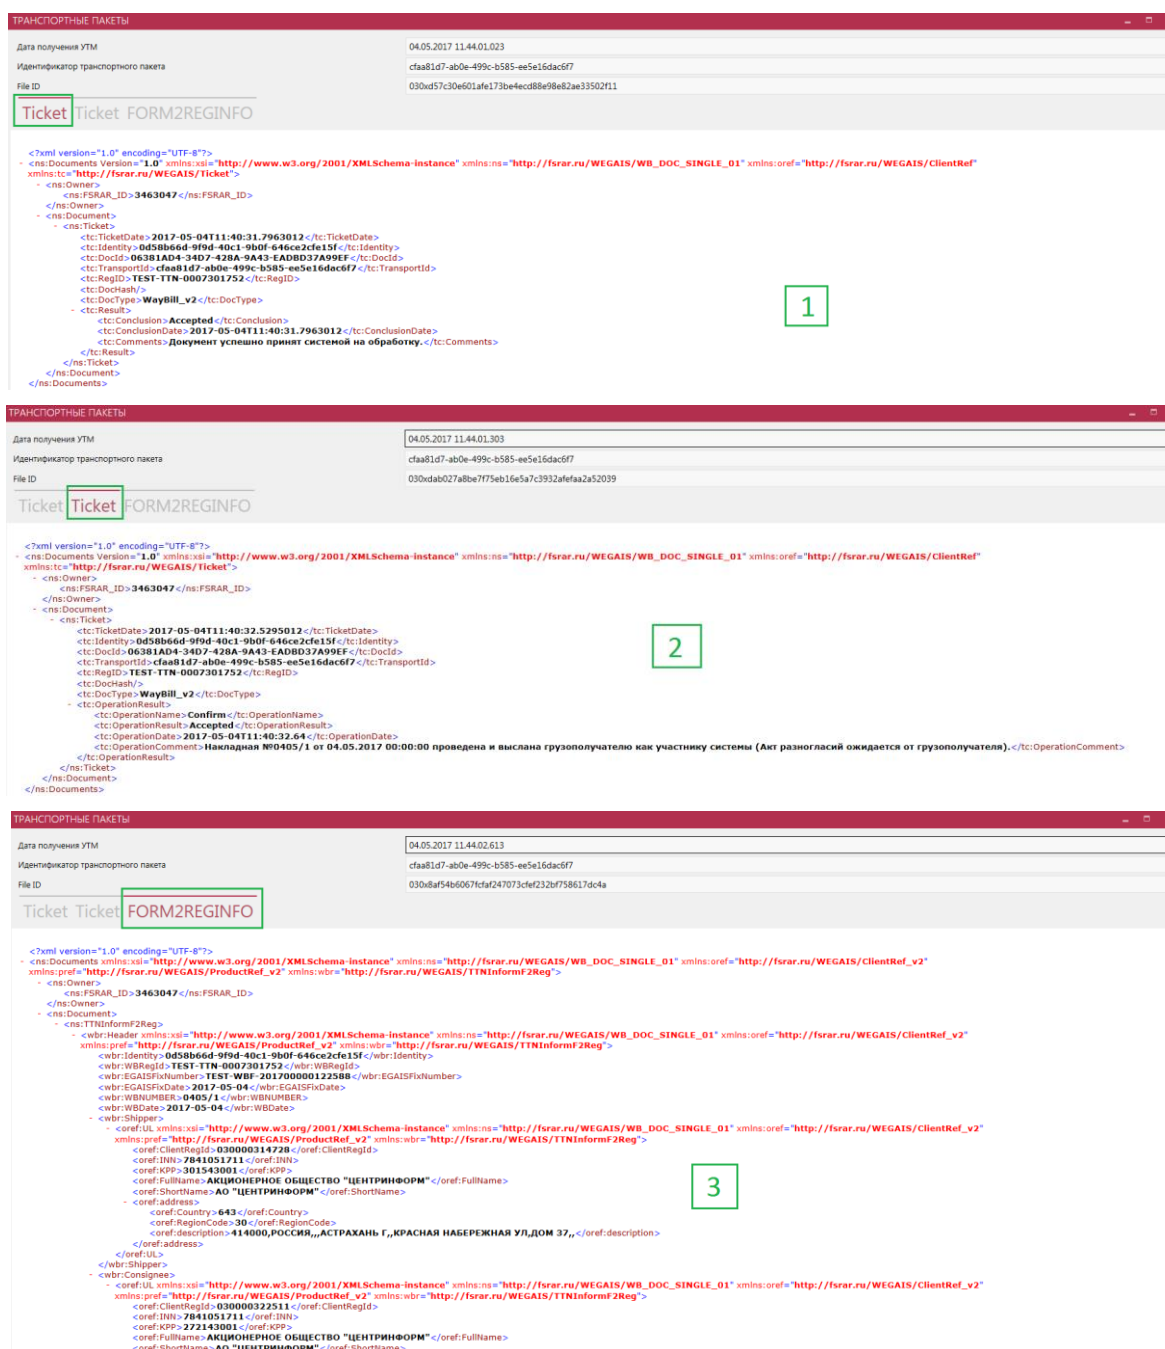 ТРАНСПОРТНЫЕ ПАКЕТЫ
Дата получения УТМ 04.05.2017 11.44.01,023
Идентификатор транспортного пакета cfaa81d7-ab0e-499c-b585-ee5e16dac6f7
File ID 030xd57c30e601afe173be4ecd88e98e82ae33502f11
Ticket Ticket FORM2REGINFO
<?xml version="1.0" encoding="UTF-8"?>
- <ns:Documents Version="1.0" xmlns:xsi="http://www.w3.org/2001/XMLSchema-instance" xmlns:ns="http://fsrar.ru/WEGAIS/WB_DOC_SINGLE_01" xmlns:oref="http://fsrar.ru/WEGAIS/ClientRef"
xmlns:tc="http://fsrar.ru/WEGAIS/Ticket">
- <ns:Owner>
<ns:FSRAR_ID>3463047</ns:FSRAR_ID>
</ns:Owner>
- <ns:Document>
- <ns:Ticket>
<tc:TicketDate>2017-05-04T11:40:31.7963012</tc:TicketDate>
<tc:Identity>0d58b66d-9f9d-40c1-9b0f-646ce2cfe15f</tc:Identity>
<tc:DocId>06381AD4-34D7-428A-9A43-EADBD37A99EF</tc:DocId>
<tc:TransportId>cfaa81d7-ab0e-499c-b585-ee5e16dac6f7</tc:TransportId>
<tc:RegID>TEST-TTN-0007301752</tc:RegID>
<tc:DocHash/>
<tc:DocType>WayBill_v2</tc:DocType>
- <tc:Result>
<tc:Conclusion>Accepted</tc:Conclusion>
<tc:ConclusionDate>2017-05-04T11:40:31.7963012</tc:ConclusionDate>
<tc:Comments>Документ успешно принят системой на обработку.</tc:Comments>
</tc:Result>
</ns:Ticket>
</ns:Document>
</ns:Documents>
1
ТРАНСПОРТНЫЕ ПАКЕТЫ
Дата получения УТМ 04.05.2017 11.44.01,303
Идентификатор транспортного пакета cfaa81d7-ab0e-499c-b585-ee5e16dac6f7
File ID 030xdab027a8be7f75eb16e5a7c3932afefaa2a52039
Ticket Ticket FORM2REGINFO
<?xml version="1.0" encoding="UTF-8"?>
- <ns:Documents Version="1.0" xmlns:xsi="http://www.w3.org/2001/XMLSchema-instance" xmlns:ns="http://fsrar.ru/WEGAIS/WB_DOC_SINGLE_01" xmlns:oref="http://fsrar.ru/WEGAIS/ClientRef"
xmlns:tc="http://fsrar.ru/WEGAIS/Ticket">
- <ns:Owner>
<ns:FSRAR_ID>3463047</ns:FSRAR_ID>
</ns:Owner>
- <ns:Document>
- <ns:Ticket>
<tc:TicketDate>2017-05-04T11:40:32.5295012</tc:TicketDate>
<tc:Identity>0d58b66d-9f9d-40c1-9b0f-646ce2cfe15f</tc:Identity>
<tc:DocId>06381AD4-34D7-428A-9A43-EADBD37A99EF</tc:DocId>
<tc:TransportId>cfaa81d7-ab0e-499c-b585-ee5e16dac6f7</tc:TransportId>
<tc:RegID>TEST-TTN-0007301752</tc:RegID>
<tc:DocHash/>
<tc:DocType>WayBill_v2</tc:DocType>
- <tc:OperationResult>
<tc:OperationName>Confirm</tc:OperationName>
<tc:OperationResult>Accepted</tc:OperationResult>
<tc:OperationDate>2017-05-04T11:40:32.64</tc:OperationDate>
<tc:OperationComment>Накладная №0405/1 от 04.05.2017 00:00:00 проведена и выслана грузополучателю как участнику системы (Акт разногласий ожидается от грузополучателя).</tc:OperationComment>
</tc:OperationResult>
</ns:Ticket>
</ns:Document>
</ns:Documents>
2
ТРАНСПОРТНЫЕ ПАКЕТЫ
Дата получения УТМ 04.05.2017 11.44.02,613
Идентификатор транспортного пакета cfaa81d7-ab0e-499c-b585-ee5e16dac6f7
File ID 030x8af54b6067fcfaf247073cfef232bf758617dc4a
Ticket Ticket FORM2REGINFO
<?xml version="1.0" encoding="UTF-8"?>
- <ns:Documents xmlns:xsi="http://www.w3.org/2001/XMLSchema-instance" xmlns:ns="http://fsrar.ru/WEGAIS/WB_DOC_SINGLE_01" xmlns:oref="http://fsrar.ru/WEGAIS/ClientRef_v2"
xmlns:pref="http://fsrar.ru/WEGAIS/ProductRef_v2" xmlns:wbr="http://fsrar.ru/WEGAIS/TTNInformF2Reg">
- <ns:Owner>
<ns:FSRAR_ID>3463047</ns:FSRAR_ID>
</ns:Owner>
- <ns:Document>
- <ns:TTNInformF2Reg>
- <wbr:Header xmlns:xsi="http://www.w3.org/2001/XMLSchema-instance" xmlns:ns="http://fsrar.ru/WEGAIS/WB_DOC_SINGLE_01" xmlns:oref="http://fsrar.ru/WEGAIS/ClientRef_v2"
xmlns:pref="http://fsrar.ru/WEGAIS/ProductRef_v2" xmlns:wbr="http://fsrar.ru/WEGAIS/TTNInformF2Reg">
<wbr:Identity>0d58b66d-9f9d-40c1-9b0f-646ce2cfe15f</wbr:Identity>
<wbr:WBRegId>TEST-TTN-0007301752</wbr:WBRegId>
<wbr:EGAISFixNumber>TEST-WBF-201700000122588</wbr:EGAISFixNumber>
<wbr:EGAISFixDate>2017-05-04</wbr:EGAISFixDate>
<wbr:WBNUMBER>0405/1</wbr:WBNUMBER>
<wbr:WBDate>2017-05-04</wbr:WBDate>
- <wbr:Shipper>
- <oref:UL xmlns:xsi="http://www.w3.org/2001/XMLSchema-instance" xmlns:ns="http://fsrar.ru/WEGAIS/WB_DOC_SINGLE_01" xmlns:oref="http://fsrar.ru/WEGAIS/ClientRef_v2"
xmlns:pref="http://fsrar.ru/WEGAIS/ProductRef_v2" xmlns:wbr="http://fsrar.ru/WEGAIS/TTNInformF2Reg">
<oref:ClientRegId>030000314728</oref:ClientRegId>
<oref:INN>7841051711</oref:INN>
<oref:KPP>301543001</oref:KPP>
<oref:FullName>АКЦИОНЕРНОЕ ОБЩЕСТВО "ЦЕНТРИНФОРМ"</oref:FullName>
<oref:ShortName>АО "ЦЕНТРИНФОРМ"</oref:ShortName>
- <oref:address>
<oref:Country>643</oref:Country>
<oref:RegionCode>30</oref:RegionCode>
<oref:description>414000,РОССИЯ,,,АСТРАХАНЬ Г,,КРАСНАЯ НАБЕРЕЖНАЯ УЛ,ДОМ 37,,</oref:description>
</oref:address>
</oref:UL>
</wbr:Shipper>
- <wbr:Consignee>
- <oref:UL xmlns:xsi="http://www.w3.org/2001/XMLSchema-instance" xmlns:ns="http://fsrar.ru/WEGAIS/WB_DOC_SINGLE_01" xmlns:oref="http://fsrar.ru/WEGAIS/ClientRef_v2"
xmlns:pref="http://fsrar.ru/WEGAIS/ProductRef_v2" xmlns:wbr="http://fsrar.ru/WEGAIS/TTNInformF2Reg">
<oref:ClientRegId>030000322511</oref:ClientRegId>
<oref:INN>7841051711</oref:INN>
<oref:KPP>272143001</oref:KPP>
<oref:FullName>АКЦИОНЕРНОЕ ОБЩЕСТВО "ЦЕНТРИНФОРМ"</oref:FullName>
<oref:ShortName>АО "ЦЕНТРИНФОРМ"</oref:ShortName>
3